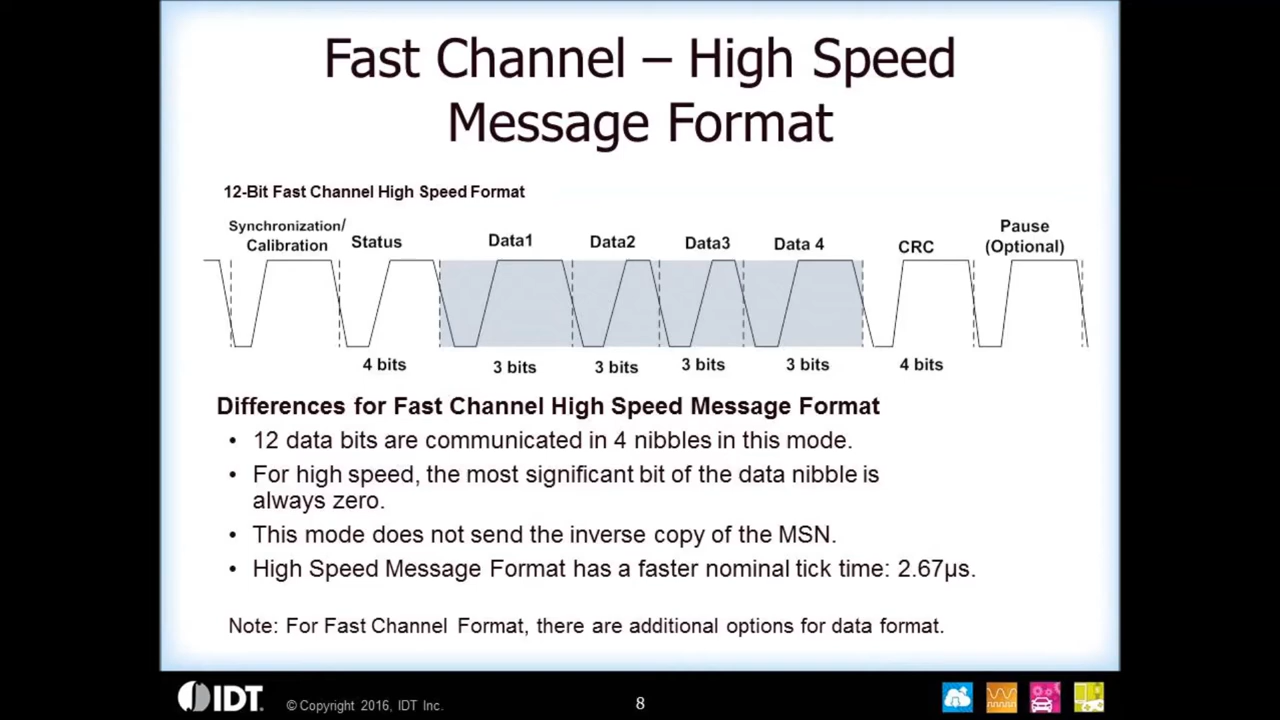 Fast Channel – High Speed
Message Format
12-Bit Fast Channel High Speed Format
Synchronization/
Calibration
Status
Data1
Data2
Data3
Data 4
CRC
Pause
(Optional)
4 bits
3 bits
3 bits
3 bits
3 bits
4 bits
Differences for Fast Channel High Speed Message Format
• 12 data bits are communicated in 4 nibbles in this mode.
• For high speed, the most significant bit of the data nibble is
always zero.
• This mode does not send the inverse copy of the MSN.
• High Speed Message Format has a faster nominal tick time: 2.67µs.
Note: For Fast Channel Format, there are additional options for data format.
IDT.
© Copyright 2016, IDT Inc.
8